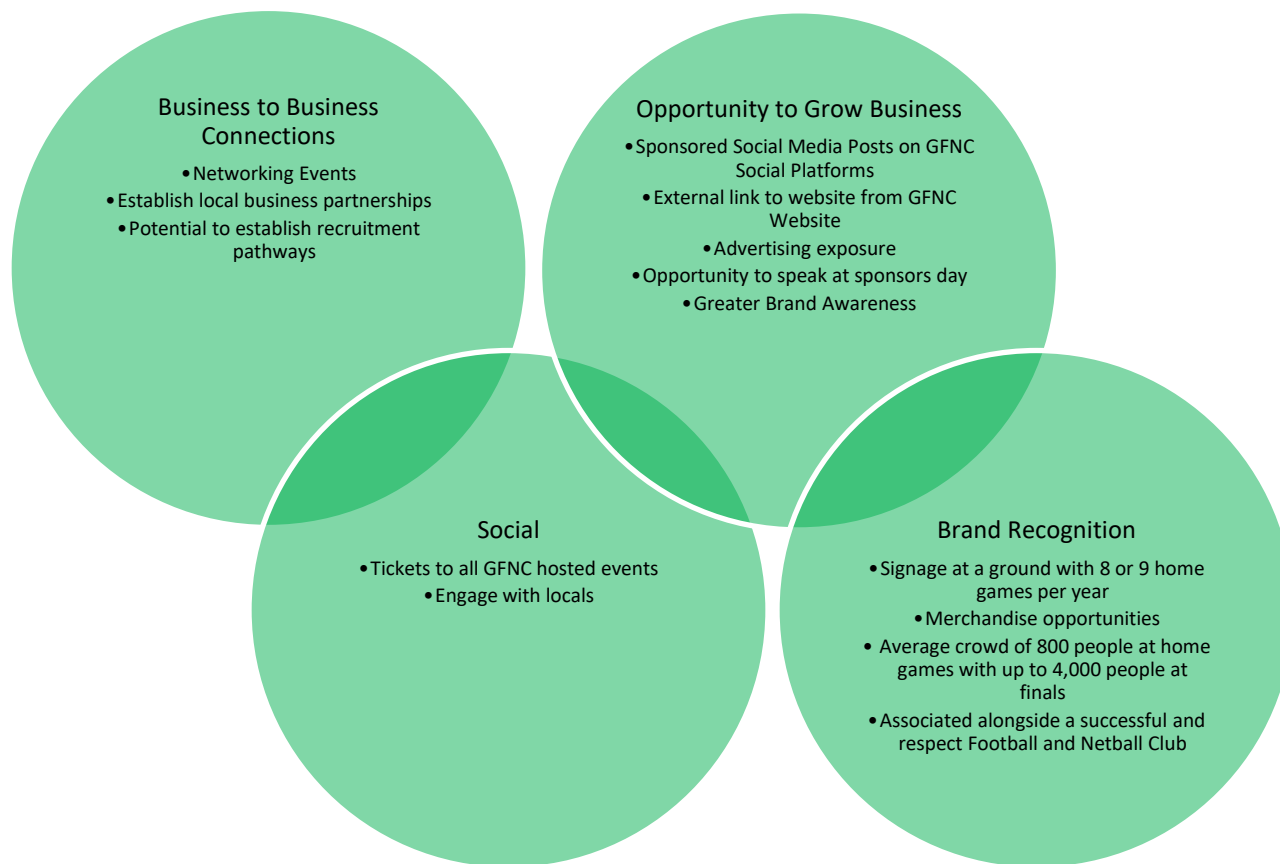 Business to Business
Connections
•Networking Events
•Establish local business partnerships
•Potential to establish recruitment
pathways
Opportunity to Grow Business
•Sponsored Social Media Posts on GFNC
Social Platforms
•External link to website from GFNC
Website
•Advertising exposure
•Opportunity to speak at sponsors day
•Greater Brand Awareness
Social
•Tickets to all GFNC hosted events
•Engage with locals
Brand Recognition
•Signage at a ground with 8 or 9 home
games per year
•Merchandise opportunities
• Average crowd of 800 people at home
games with up to 4,000 people at
finals
•Associated alongside a successful and
respect Football and Netball Club